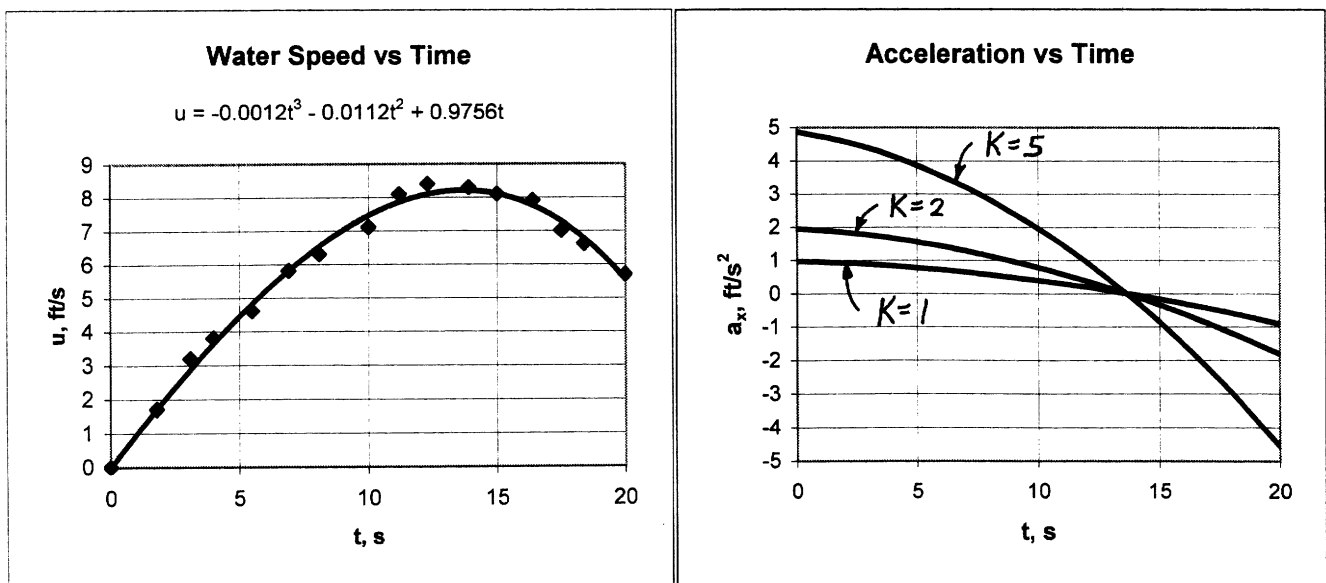 Water Speed vs Time
u = -0.0012t³ - 0.0112t² + 0.9756t
9
8
7
6
5
4
3
2
1
0
u, ft/s
0 5 10 15 20
t, s
Acceleration vs Time
5
4
3
2
1
0
-1
-2
-3
-4
-5
aₓ, ft/s²
K=5
K=2
K=1
0 5 10 15 20
t, s